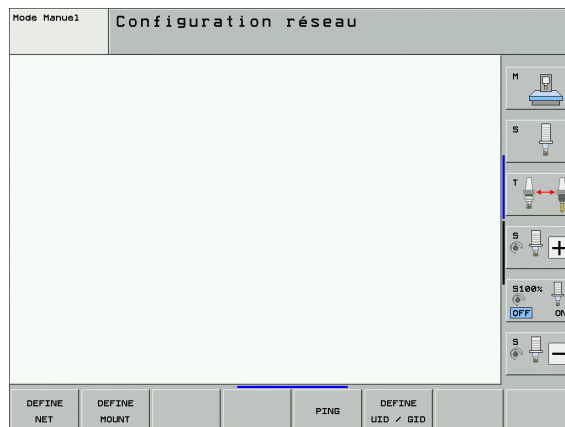 Mode Manuel
Configuration réseau
M
S
T
S
+
S100%
OFF ON
S
-
DEFINE NET
DEFINE MOUNT
PING
DEFINE UID / GID